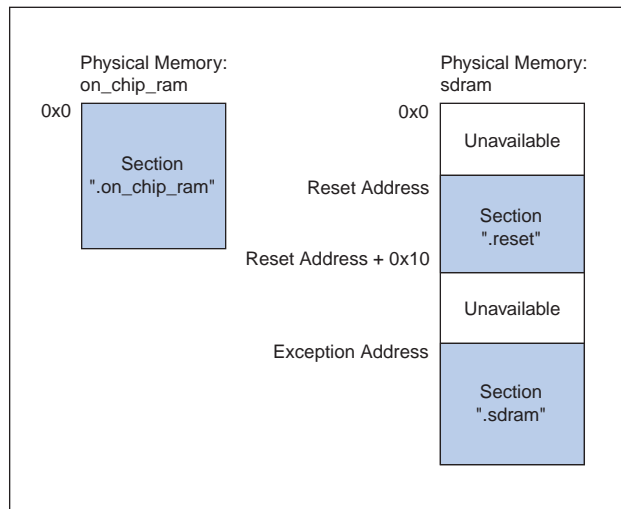 Physical Memory:
on_chip_ram
0x0
Section
".on_chip_ram"
Physical Memory:
sdram
0x0
Unavailable
Reset Address
Section
".reset"
Reset Address + 0x10
Unavailable
Exception Address
Section
".sdram"